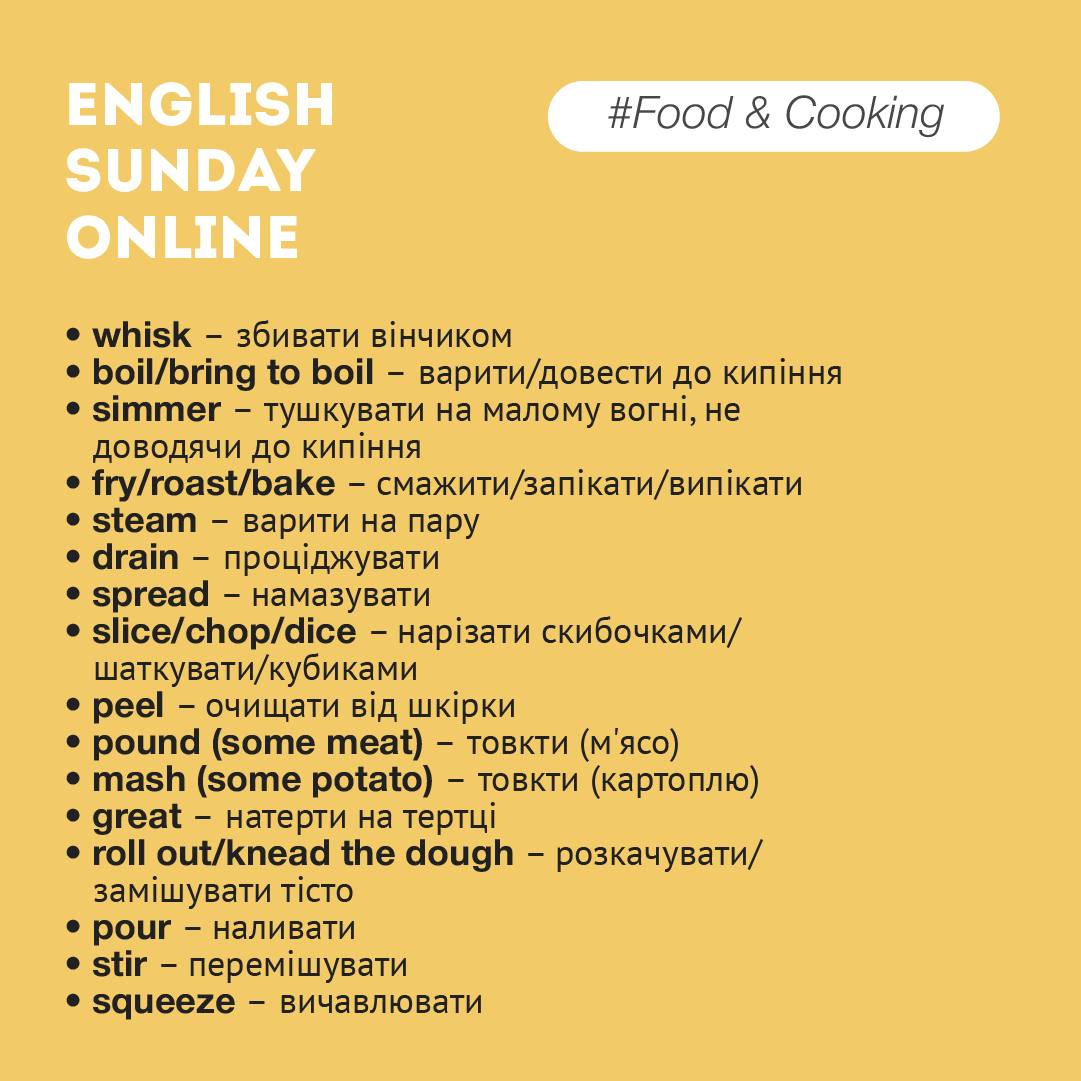 ENGLISH
SUNDAY
ONLINE
#Food & Cooking
• whisk – збивати вінчиком
• boil/bring to boil – варити/довести до кипіння
• simmer – тушкувати на малому вогні, не
доводячи до кипіння
• fry/roast/bake – смажити/запікати/випікати
• steam – варити на пару
• drain – проціджувати
• spread – намазувати
• slice/chop/dice – нарізати скибочками/
шаткувати/кубиками
• peel – очищати від шкірки
• pound (some meat) – товкти (м'ясо)
• mash (some potato) – товкти (картоплю)
• great – натерти на тертці
• roll out/knead the dough – розкачувати/
замішувати тісто
• pour – наливати
• stir – перемішувати
• squeeze – вичавлювати